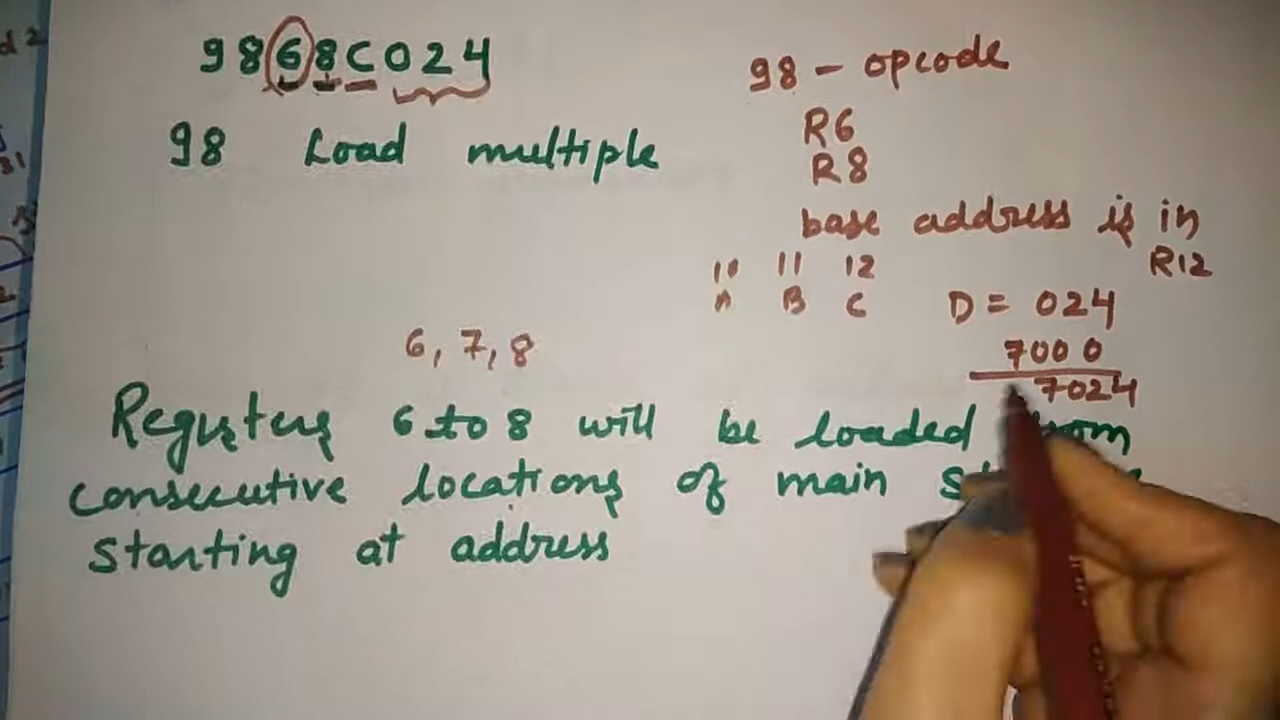 9868C024
98 Load multiple
98 - opcode
R6
R8
base address is in
R12
10 11 12
A B C
D = 024
7000
7024
6, 7, 8
Registers 6 to 8 will be loaded from
consecutive locations of main
starting at address